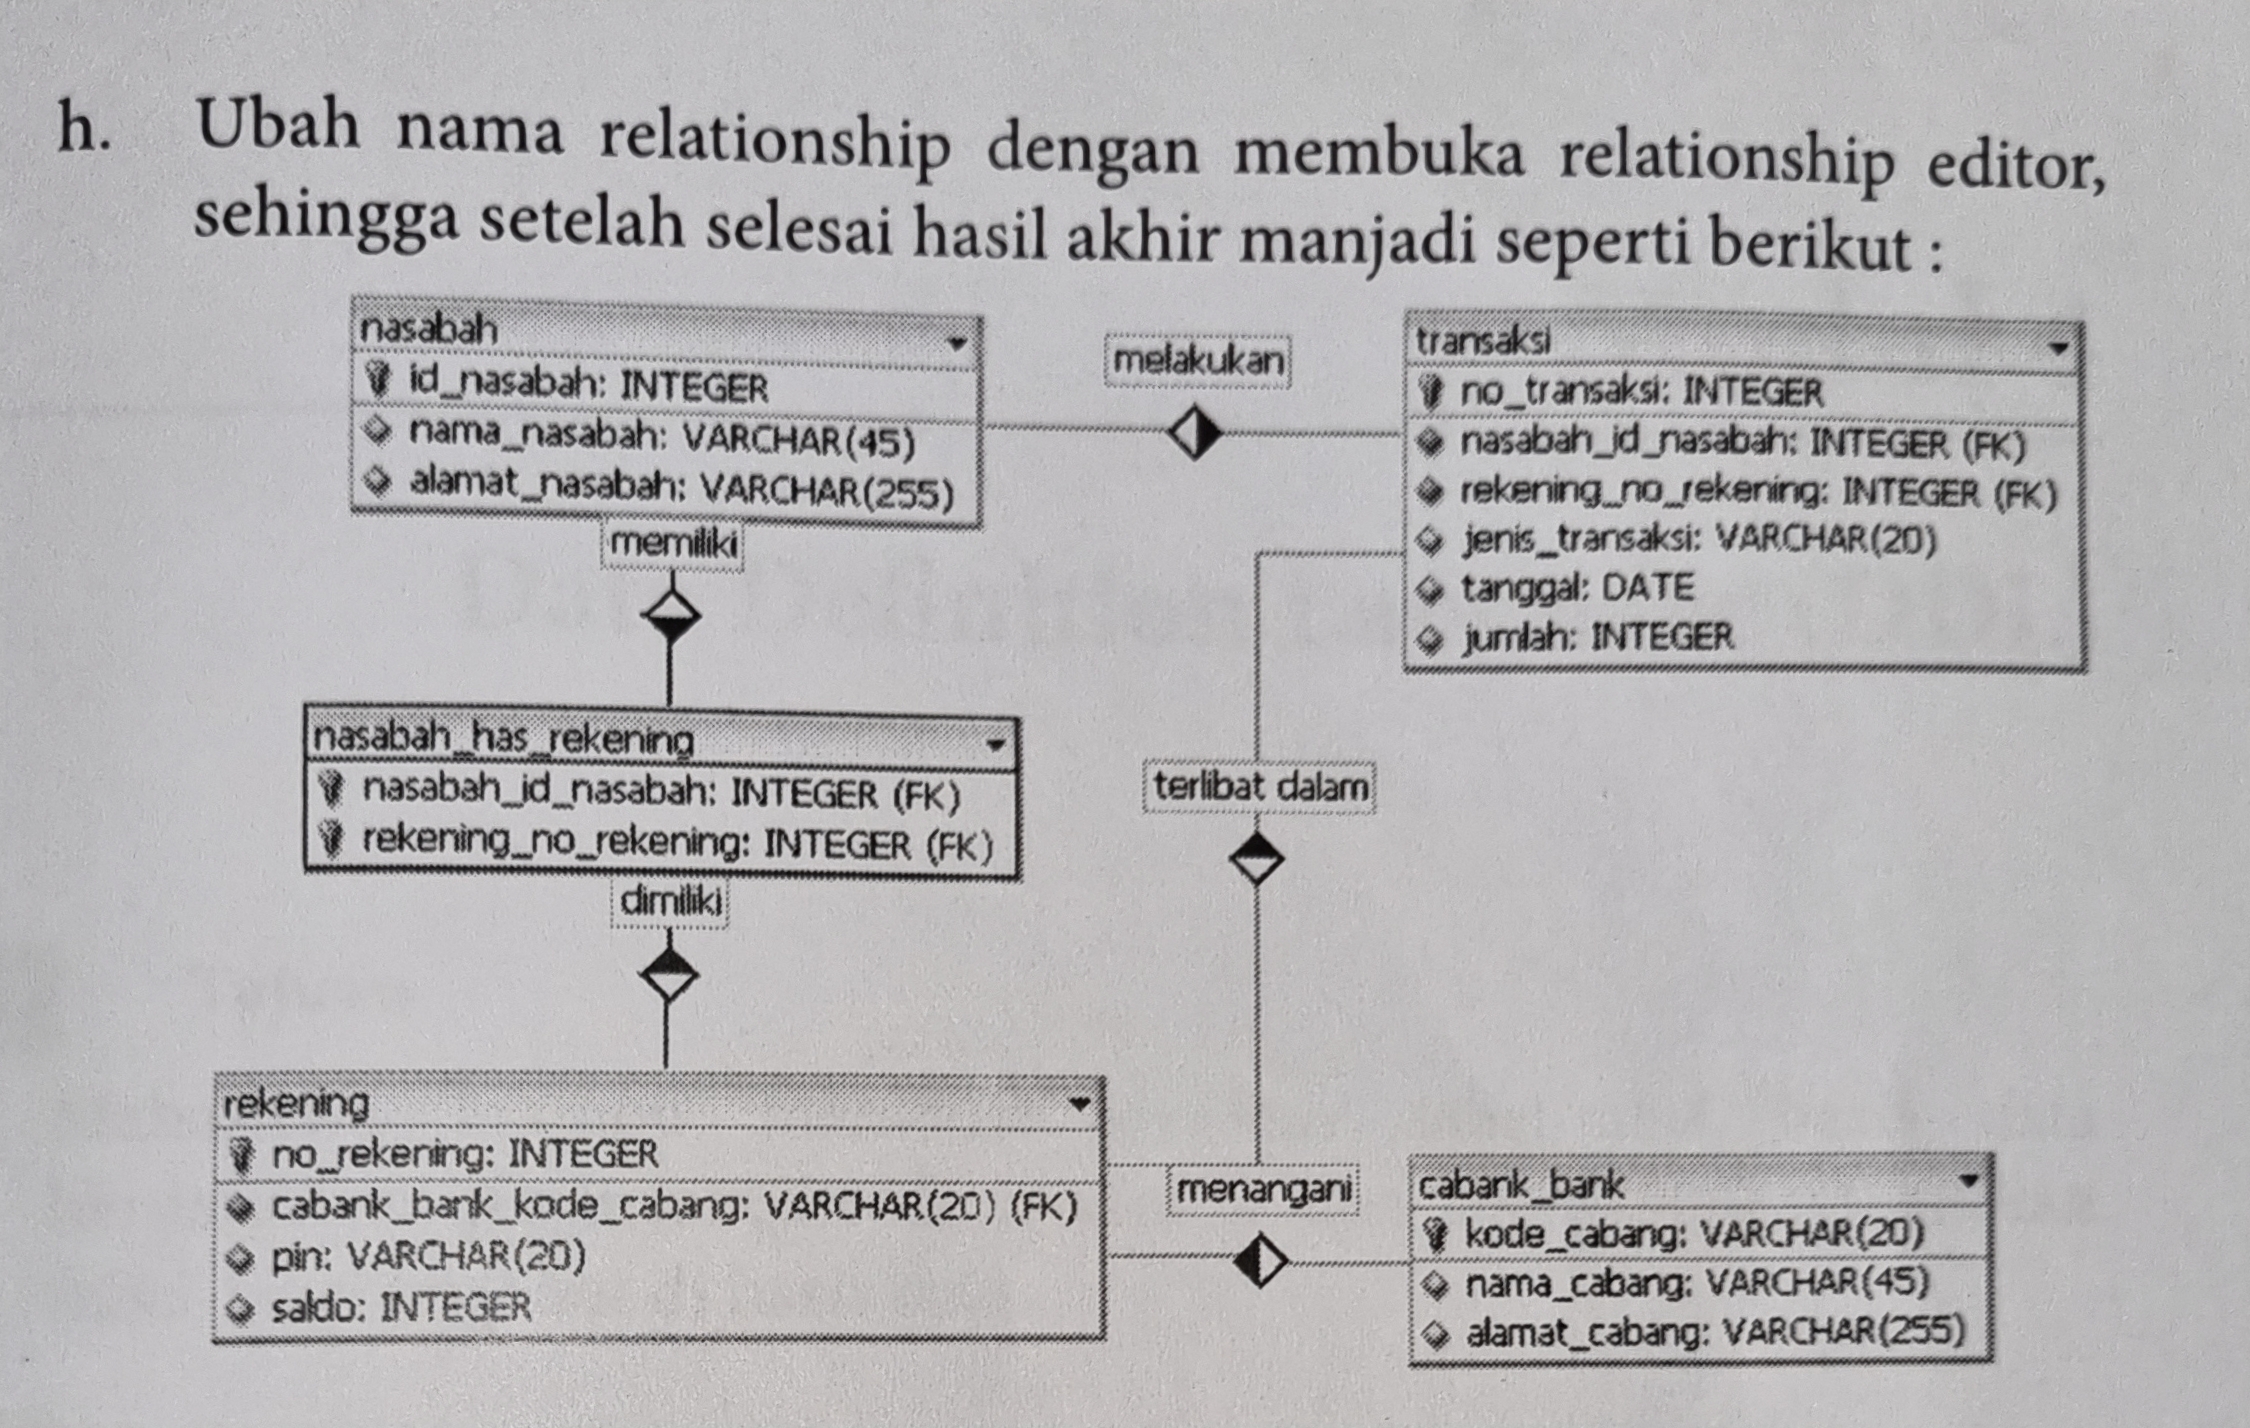 h. Ubah nama relationship dengan membuka relationship editor,
sehingga setelah selesai hasil akhir manjadi seperti berikut :
nasabah
id_nasabah: INTEGER
nama_nasabah: VARCHAR(45)
alamat_nasabah: VARCHAR(255)
melakukan
transaksi
no_transaksi: INTEGER
nasabah_id_nasabah: INTEGER (FK)
rekening_no_rekening: INTEGER (FK)
jenis_transaksi: VARCHAR(20)
tanggal: DATE
jumlah: INTEGER
memiliki
nasabah_has_rekening
nasabah_id_nasabah: INTEGER (FK)
rekening_no_rekening: INTEGER (FK)
terlibat dalam
dimiliki
rekening
no_rekening: INTEGER
cabank_bank_kode_cabang: VARCHAR(20) (FK)
pin: VARCHAR(20)
saldo: INTEGER
menangani
cabank_bank
kode_cabang: VARCHAR(20)
nama_cabang: VARCHAR(45)
alamat_cabang: VARCHAR(255)